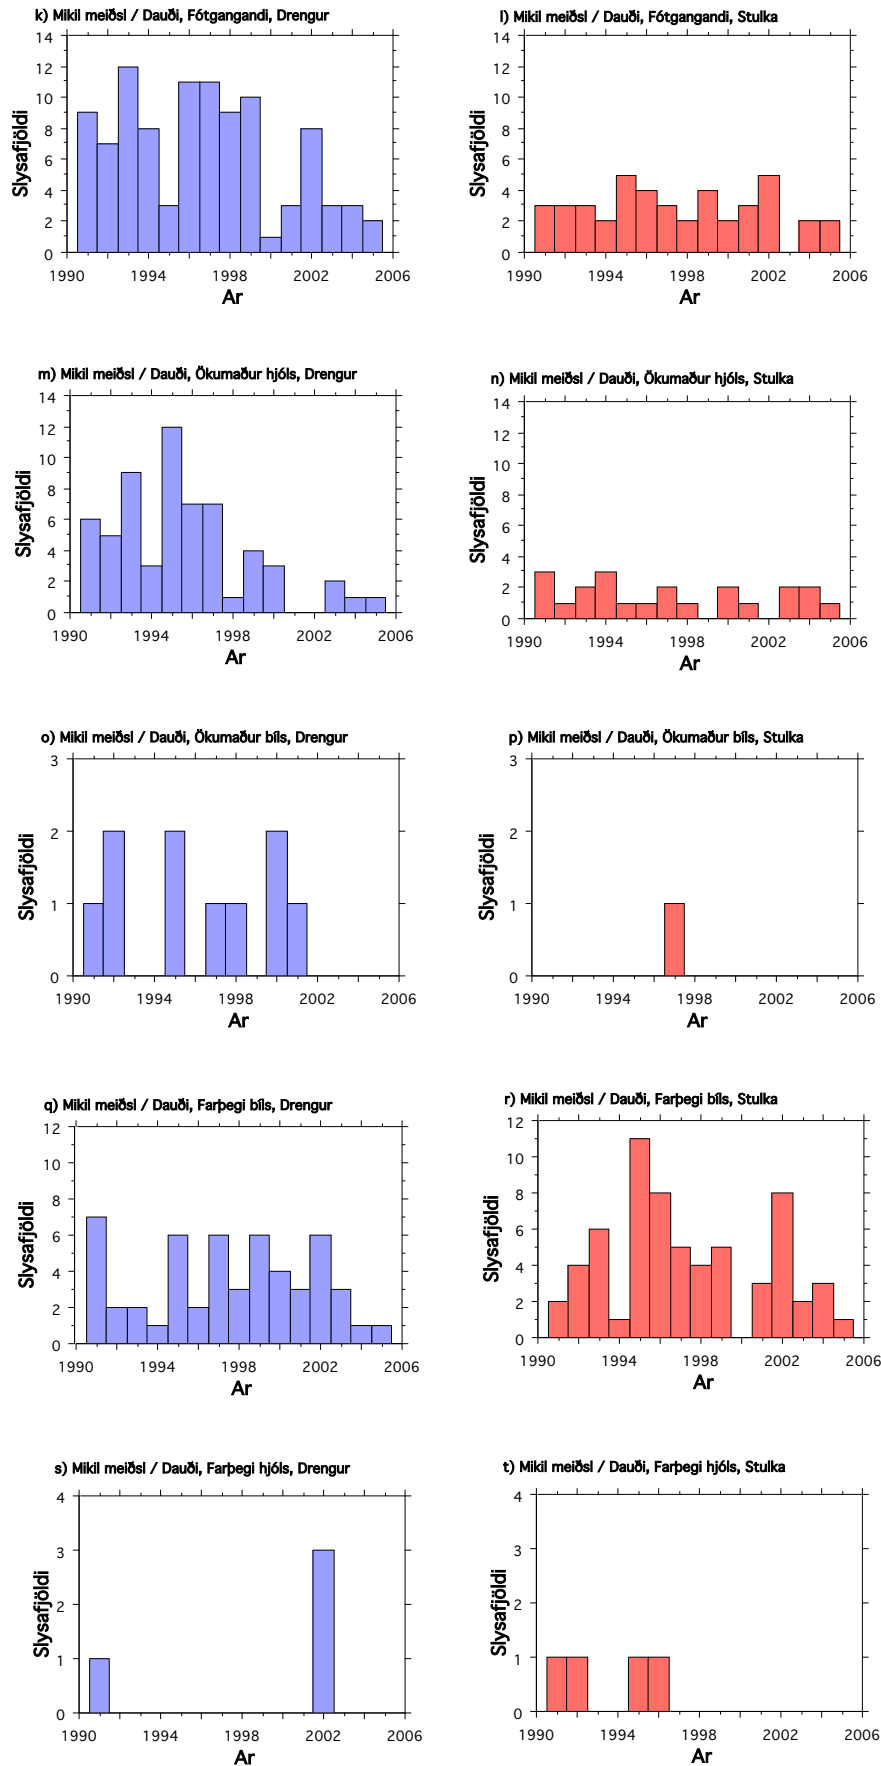 k) Mikil meiðsl / Dauði, Fótgangandi, Drengur
14
12
10
8
6
4
2
0
Slysafjöldi
1990 1994 1998 2002 2006
Ar
l) Mikil meiðsl / Dauði, Fótgangandi, Stulka
14
12
10
8
6
4
2
0
Slysafjöldi
1990 1994 1998 2002 2006
Ar
m) Mikil meiðsl / Dauði, Ökumaður hjóls, Drengur
14
12
10
8
6
4
2
0
Slysafjöldi
1990 1994 1998 2002 2006
Ar
n) Mikil meiðsl / Dauði, Ökumaður hjóls, Stulka
14
12
10
8
6
4
2
0
Slysafjöldi
1990 1994 1998 2002 2006
Ar
o) Mikil meiðsl / Dauði, Ökumaður bíls, Drengur
3
2
1
0
Slysafjöldi
1990 1994 1998 2002 2006
Ar
p) Mikil meiðsl / Dauði, Ökumaður bíls, Stulka
3
2
1
0
Slysafjöldi
1990 1994 1998 2002 2006
Ar
q) Mikil meiðsl / Dauði, Farþegi bíls, Drengur
12
10
8
6
4
2
0
Slysafjöldi
1990 1994 1998 2002 2006
Ar
r) Mikil meiðsl / Dauði, Farþegi bíls, Stulka
12
10
8
6
4
2
0
Slysafjöldi
1990 1994 1998 2002 2006
Ar
s) Mikil meiðsl / Dauði, Farþegi hjóls, Drengur
4
3
2
1
0
Slysafjöldi
1990 1994 1998 2002 2006
Ar
t) Mikil meiðsl / Dauði, Farþegi hjóls, Stulka
4
3
2
1
0
Slysafjöldi
1990 1994 1998 2002 2006
Ar